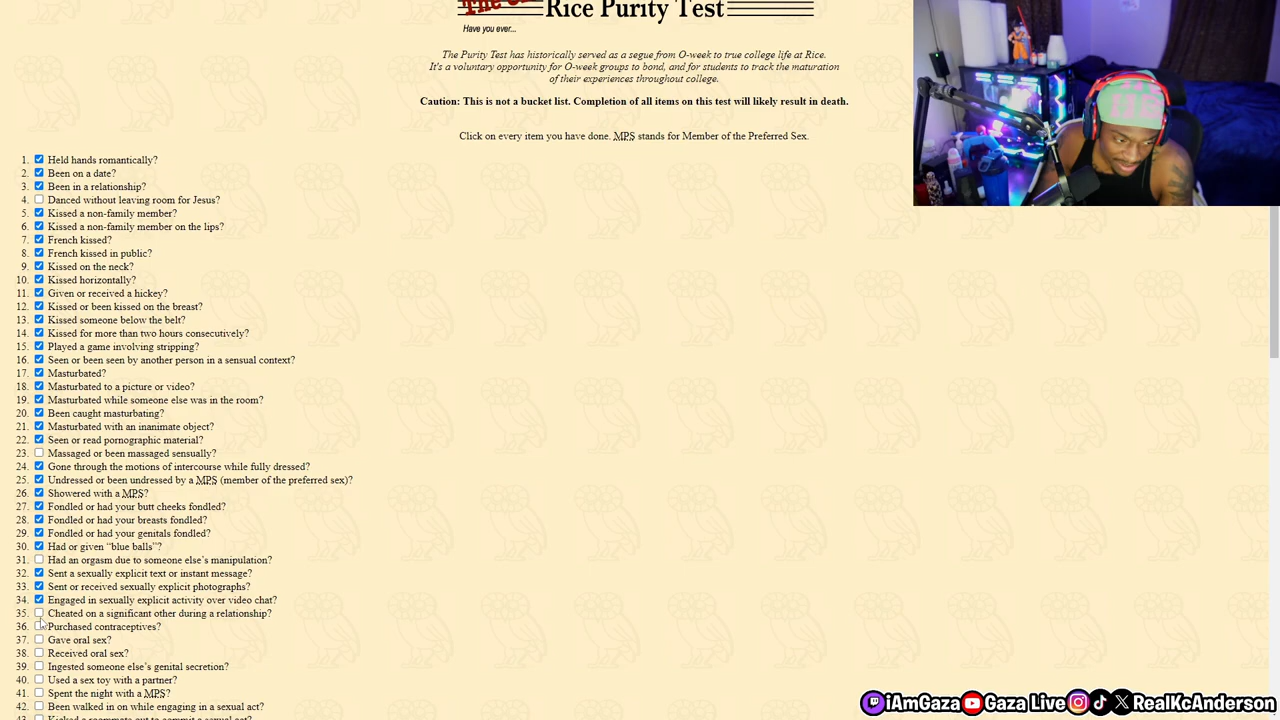 Rice Purity Test
Have you ever...
The Purity Test has historically served as a segue from O-week to true college life at Rice.
It's a voluntary opportunity for O-week groups to bond, and for students to track the maturation
of their experiences throughout college.
Caution: This is not a bucket list. Completion of all items on this test will likely result in death.
Click on every item you have done. MPS stands for Member of the Preferred Sex.
1. Held hands romantically?
2. Been on a date?
3. Been in a relationship?
4. Danced without leaving room for Jesus?
5. Kissed a non-family member?
6. Kissed a non-family member on the lips?
7. French kissed?
8. French kissed in public?
9. Kissed on the neck?
10. Kissed horizontally?
11. Given or received a hickey?
12. Kissed or been kissed on the breast?
13. Kissed someone below the belt?
14. Kissed for more than two hours consecutively?
15. Played a game involving stripping?
16. Seen or been seen by another person in a sensual context?
17. Masturbated?
18. Masturbated to a picture or video?
19. Masturbated while someone else was in the room?
20. Been caught masturbating?
21. Masturbated with an inanimate object?
22. Seen or read pornographic material?
23. Massaged or been massaged sensually?
24. Gone through the motions of intercourse while fully dressed?
25. Undressed or been undressed by a MPS (member of the preferred sex)?
26. Showered with a MPS?
27. Fondled or had your butt cheeks fondled?
28. Fondled or had your breasts fondled?
29. Fondled or had your genitals fondled?
30. Had or given “blue balls”?
31. Had an orgasm due to someone else’s manipulation?
32. Sent a sexually explicit text or instant message?
33. Sent or received sexually explicit photographs?
34. Engaged in sexually explicit activity over video chat?
35. Cheated on a significant other during a relationship?
36. Purchased contraceptives?
37. Gave oral sex?
38. Received oral sex?
39. Ingested someone else’s genital secretion?
40. Used a sex toy with a partner?
41. Spent the night with a MPS?
42. Been walked in on while engaging in a sexual act?
43. Kicked a roommate out to commit a sexual act?
iAmGaza Gaza Live RealKcAnderson